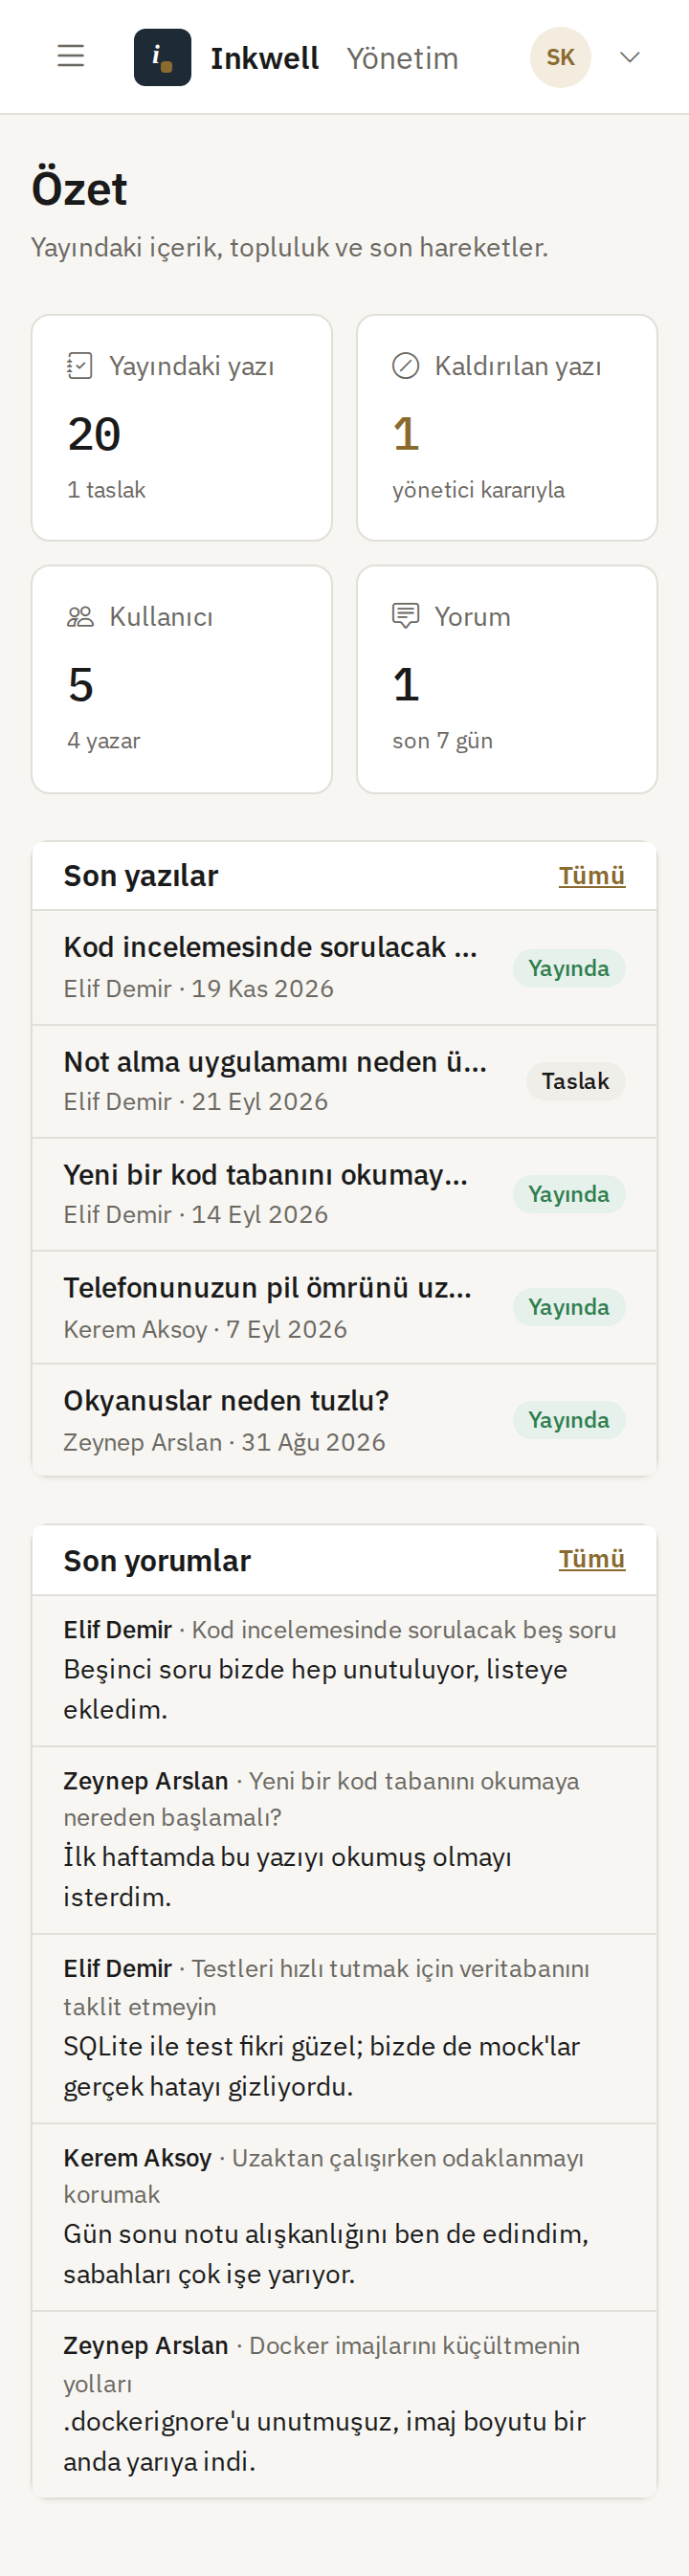 i Inkwell Yönetim SK
Özet
Yayındaki içerik, topluluk ve son hareketler.
Yayındaki yazı
20
1 taslak
Kaldırılan yazı
1
yönetici kararıyla
Kullanıcı
5
4 yazar
Yorum
1
son 7 gün
Son yazılar Tümü
Kod incelemesinde sorulacak ... Yayında
Elif Demir · 19 Kas 2026
Not alma uygulamamı neden ü... Taslak
Elif Demir · 21 Eyl 2026
Yeni bir kod tabanını okumay... Yayında
Elif Demir · 14 Eyl 2026
Telefonunuzun pil ömrünü uz... Yayında
Kerem Aksoy · 7 Eyl 2026
Okyanuslar neden tuzlu? Yayında
Zeynep Arslan · 31 Ağu 2026
Son yorumlar Tümü
Elif Demir · Kod incelemesinde sorulacak beş soru
Beşinci soru bizde hep unutuluyor, listeye
ekledim.
Zeynep Arslan · Yeni bir kod tabanını okumaya
nereden başlamalı?
İlk haftamda bu yazıyı okumuş olmayı
isterdim.
Elif Demir · Testleri hızlı tutmak için veritabanını
taklit etmeyin
SQLite ile test fikri güzel; bizde de mock'lar
gerçek hatayı gizliyordu.
Kerem Aksoy · Uzaktan çalışırken odaklanmayı
korumak
Gün sonu notu alışkanlığını ben de edindim,
sabahları çok işe yarıyor.
Zeynep Arslan · Docker imajlarını küçültmenin
yolları
.dockerignore'u unutmuşuz, imaj boyutu bir
anda yarıya indi.